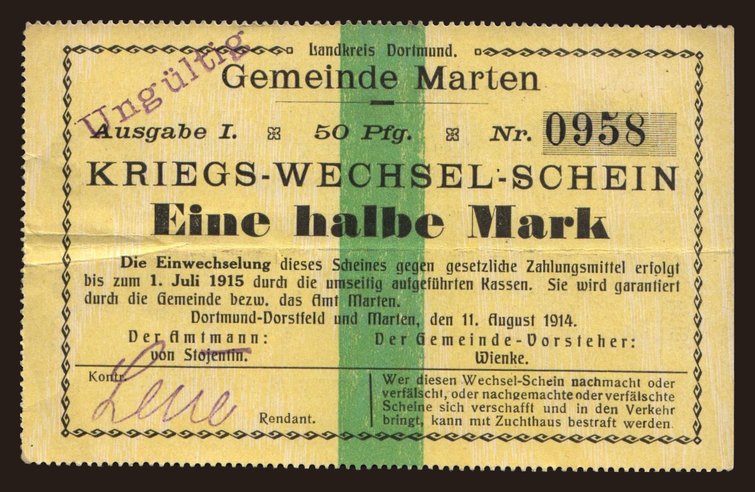 Landkreis Dortmund.
Ungültig
Gemeinde Marten
Ausgabe I. 50 Pfg. Nr. 0958
KRIEGS-WECHSEL-SCHEIN
Eine halbe Mark
Die Einwechselung dieses Scheines gegen gesetzliche Zahlungsmittel erfolgt
bis zum 1. Juli 1915 durch die umseitig aufgeführten Kassen. Sie wird garantiert
durch die Gemeinde bezw. das Amt Marten.
Dortmund-Dorstfeld und Marten, den 11. August 1914.
Der Amtmann: Der Gemeinde-Vorsteher:
von Stojentin. Wienke.
Kontr.
Rendant.
Wer diesen Wechsel-Schein nachmacht oder
verfälscht, oder nachgemachte oder verfälschte
Scheine sich verschafft und in den Verkehr
bringt, kann mit Zuchthaus bestraft werden.